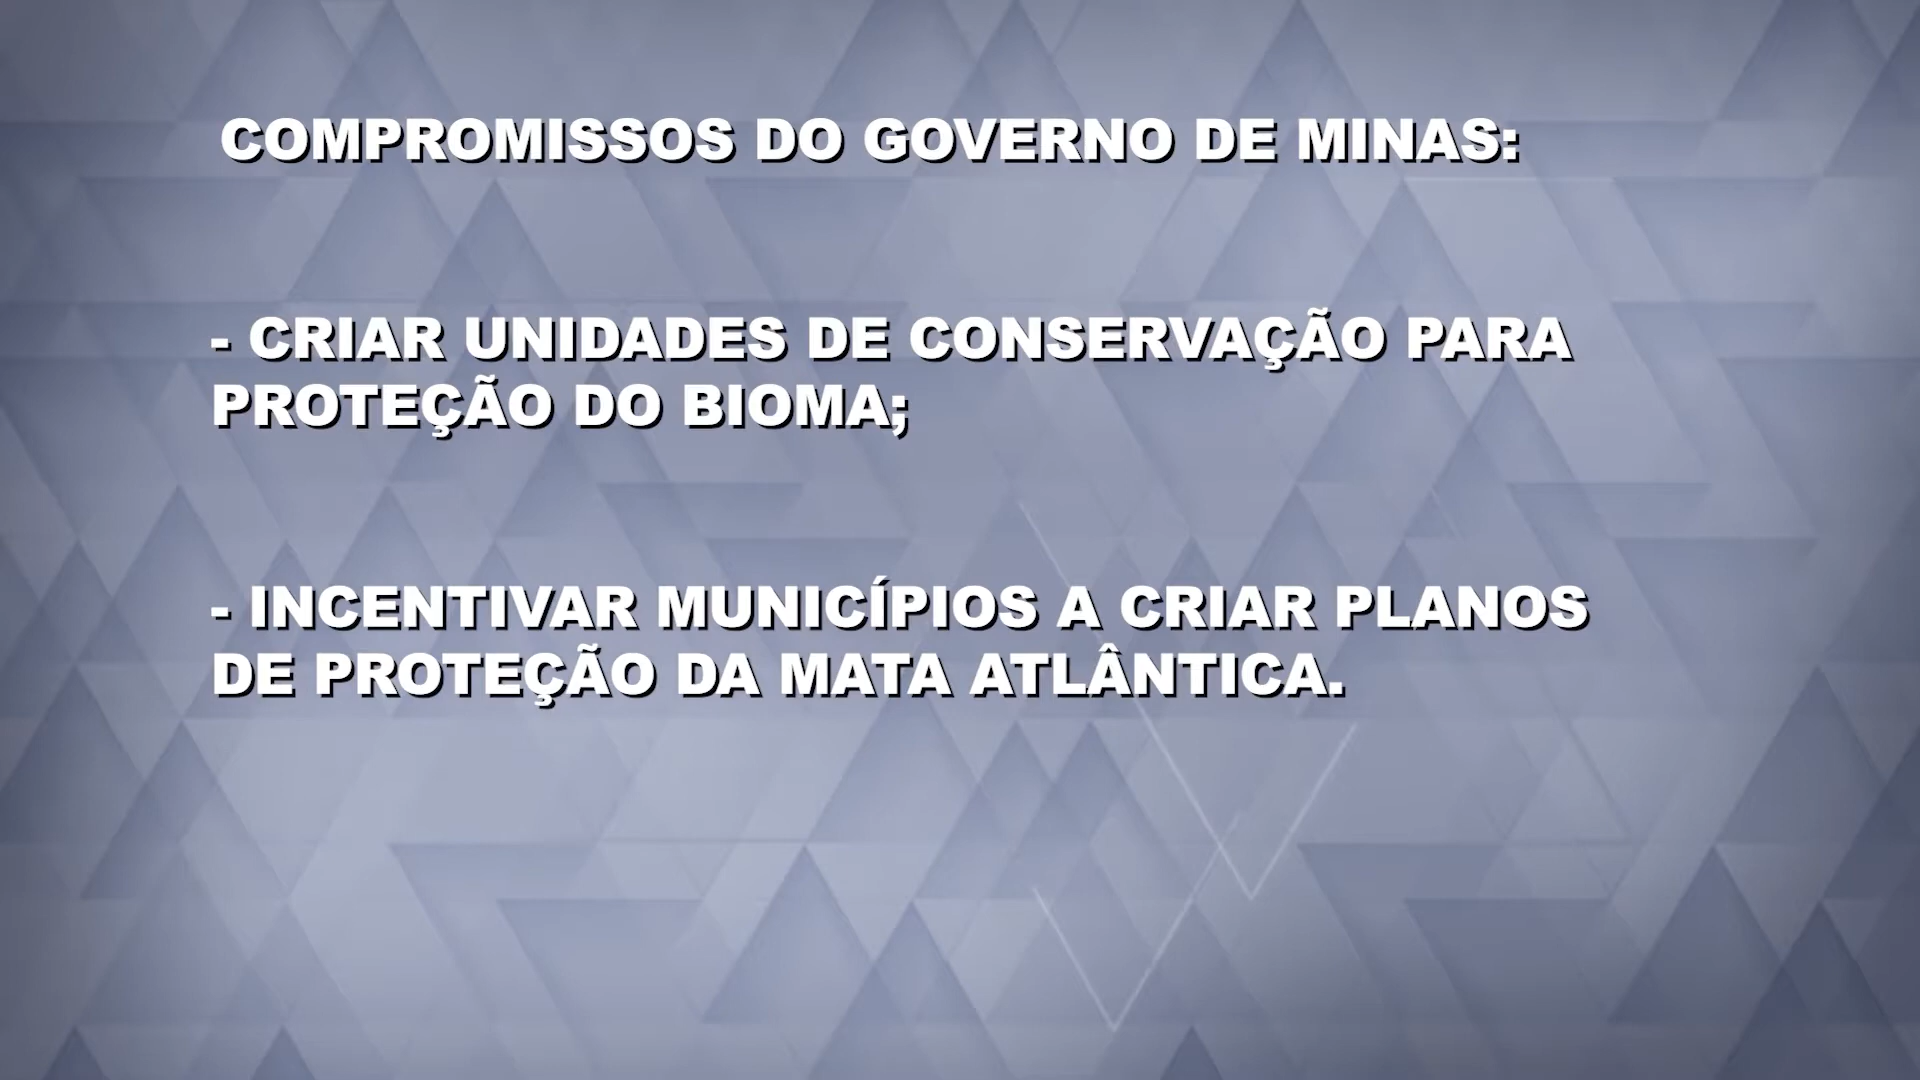 COMPROMISSOS DO GOVERNO DE MINAS:
- CRIAR UNIDADES DE CONSERVAÇÃO PARA
PROTEÇÃO DO BIOMA;
- INCENTIVAR MUNICÍPIOS A CRIAR PLANOS
DE PROTEÇÃO DA MATA ATLÂNTICA.